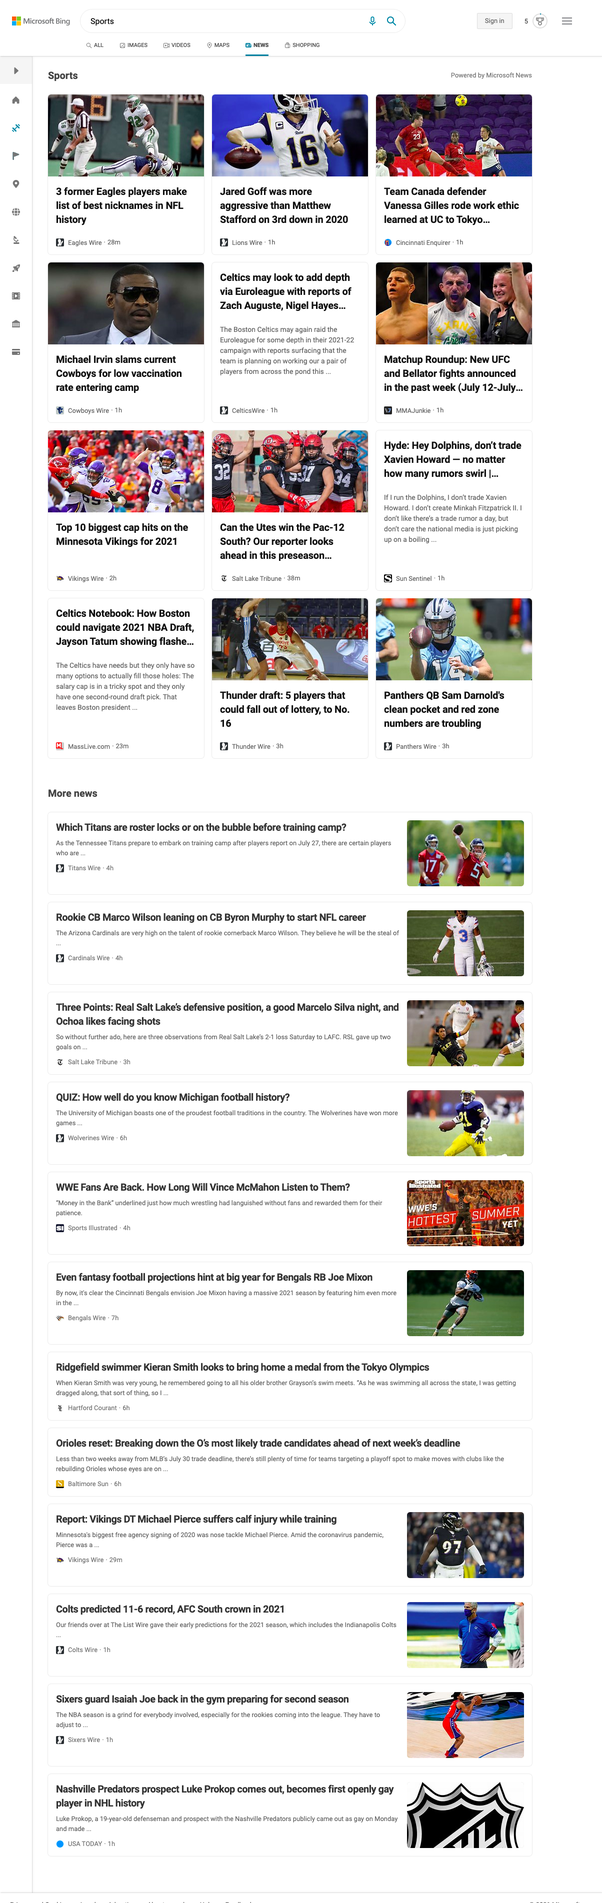 Microsoft Bing
Sports
Sign in
5
ALL
IMAGES
VIDEOS
MAPS
NEWS
SHOPPING
Sports
Powered by Microsoft News
3 former Eagles players make
list of best nicknames in NFL
history
Eagles Wire · 28m
16
Jared Goff was more
aggressive than Matthew
Stafford on 3rd down in 2020
Lions Wire · 1h
Team Canada defender
Vanessa Gilles rode work ethic
learned at UC to Tokyo...
Cincinnati Enquirer · 1h
Michael Irvin slams current
Cowboys for low vaccination
rate entering camp
Cowboys Wire · 1h
Celtics may look to add depth
via Euroleague with reports of
Zach Auguste, Nigel Hayes...
The Boston Celtics may again raid the
Euroleague for some depth in their 2021-22
campaign with reports surfacing that the
team is planning on working our a pair of
players from across the pond this ...
CelticsWire · 1h
Matchup Roundup: New UFC
and Bellator fights announced
in the past week (July 12-July...
MMAJunkie · 1h
8
Top 10 biggest cap hits on the
Minnesota Vikings for 2021
Vikings Wire · 2h
32
37
34
Can the Utes win the Pac-12
South? Our reporter looks
ahead in this preseason...
Salt Lake Tribune · 38m
Hyde: Hey Dolphins, don't trade
Xavien Howard — no matter
how many rumors swirl |...
If I run the Dolphins, I don't trade Xavien
Howard. I don't create Minkah Fitzpatrick II. I
don't like there's a trade rumor a day, but
don't care the national media is just picking
up on a boiling ...
Sun Sentinel · 1h
Celtics Notebook: How Boston
could navigate 2021 NBA Draft,
Jayson Tatum showing flashe...
The Celtics have needs but they only have so
many options to actually fill those holes: The
salary cap is in a tricky spot and they only
have one second-round draft pick. That
leaves Boston president ...
MassLive.com · 23m
Thunder draft: 5 players that
could fall out of lottery, to No.
16
Thunder Wire · 3h
14
Panthers QB Sam Darnold's
clean pocket and red zone
numbers are troubling
Panthers Wire · 3h
More news
Which Titans are roster locks or on the bubble before training camp?
As the Tennessee Titans prepare to embark on training camp after players report on July 27, there are certain players
who are ...
Titans Wire · 4h
17
5
Rookie CB Marco Wilson leaning on CB Byron Murphy to start NFL career
The Arizona Cardinals are very high on the talent of rookie cornerback Marco Wilson. They believe he will be the steal of
...
Cardinals Wire · 4h
3
Three Points: Real Salt Lake's defensive position, a good Marcelo Silva night, and
Ochoa likes facing shots
So without further ado, here are three observations from Real Salt Lake's 2-1 loss Saturday to LAFC. RSL gave up two
goals on ...
Salt Lake Tribune · 3h
QUIZ: How well do you know Michigan football history?
The University of Michigan boasts one of the proudest football traditions in the country. The Wolverines have won more
games ...
Wolverines Wire · 6h
21
WWE Fans Are Back. How Long Will Vince McMahon Listen to Them?
"Money in the Bank" underlined just how much wrestling had languished without fans and rewarded them for their
patience.
Sports Illustrated · 4h
Sports Illustrated
WWE'S
HOTTEST SUMMER
YET
Even fantasy football projections hint at big year for Bengals RB Joe Mixon
By now, it's clear the Cincinnati Bengals envision Joe Mixon having a massive 2021 season by featuring him even more
in the ...
Bengals Wire · 7h
Ridgefield swimmer Kieran Smith looks to bring home a medal from the Tokyo Olympics
When Kieran Smith was very young, he remembered going to all his older brother Grayson's swim meets. "As he was swimming all across the state, I was getting
dragged along, that sort of thing, so I ...
Hartford Courant · 6h
Orioles reset: Breaking down the O's most likely trade candidates ahead of next week's deadline
Less than two weeks away from MLB's July 30 trade deadline, there's still plenty of time for teams targeting a playoff spot to make moves with clubs like the
rebuilding Orioles whose eyes are on ...
Baltimore Sun · 6h
Report: Vikings DT Michael Pierce suffers calf injury while training
Minnesota's biggest free agency signing of 2020 was nose tackle Michael Pierce. Amid the coronavirus pandemic,
Pierce was a ...
Vikings Wire · 29m
97
Colts predicted 11-6 record, AFC South crown in 2021
Our friends over at The List Wire gave their early predictions for the 2021 season, which includes the Indianapolis Colts
...
Colts Wire · 1h
Sixers guard Isaiah Joe back in the gym preparing for second season
The NBA season is a grind for everybody involved, especially for the rookies coming into the league. They have to
adjust to ...
Sixers Wire · 1h
Nashville Predators prospect Luke Prokop comes out, becomes first openly gay
player in NHL history
Luke Prokop, a 19-year-old defenseman and prospect with the Nashville Predators publicly came out as gay on Monday
and made ...
USA TODAY · 1h